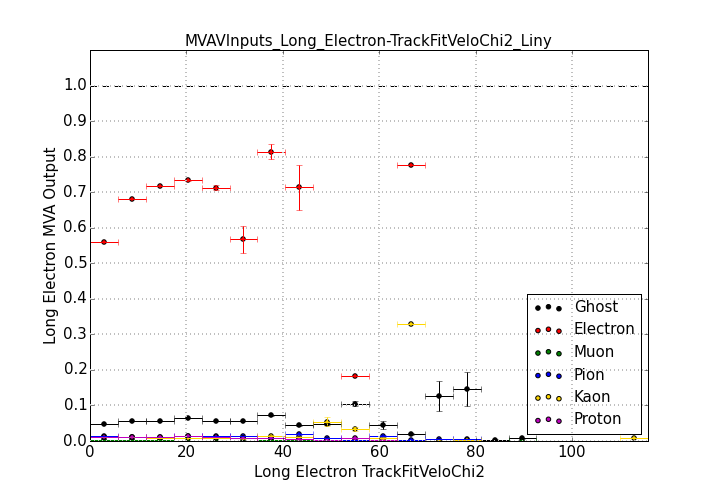 MVAVInputs_Long_Electron-TrackFitVeloChi2_Liny
1.0
0.9
0.8
0.7
0.6
0.5
0.4
0.3
0.2
0.1
0.0
Long Electron MVA Output
Ghost
Electron
Muon
Pion
Kaon
Proton
0 20 40 60 80 100
Long Electron TrackFitVeloChi2